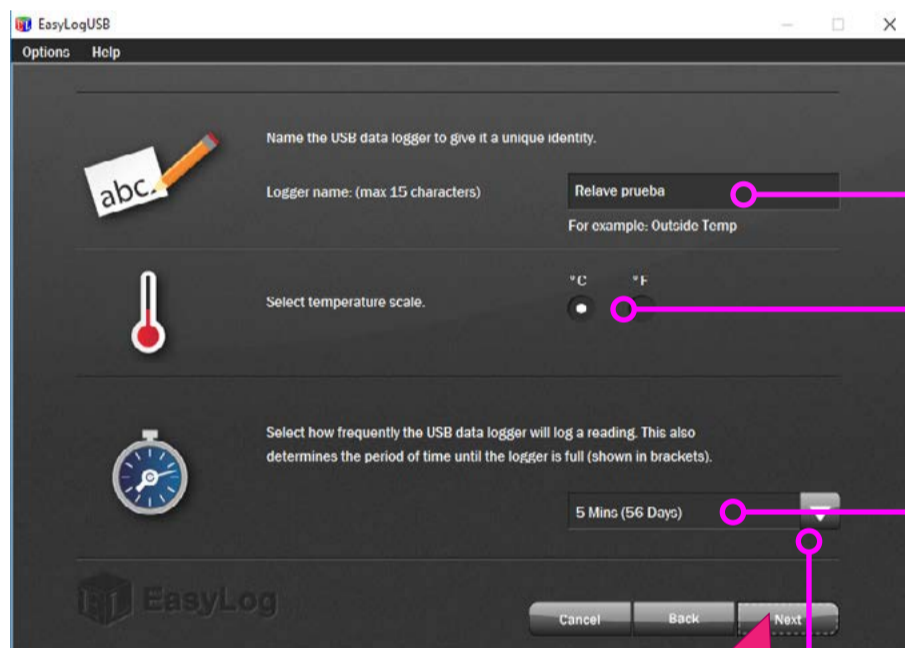 EasyLogUSB
Options Help
abc.
Name the USB data logger to give it a unique identity.
Logger name: (max 15 characters)
Relave prueba
For example: Outside Temp
°C °F
Select temperature scale.
Select how frequently the USB data logger will log a reading. This also
determines the period of time until the logger is full (shown in brackets).
5 Mins (56 Days)
EL EasyLog
Cancel Back Next